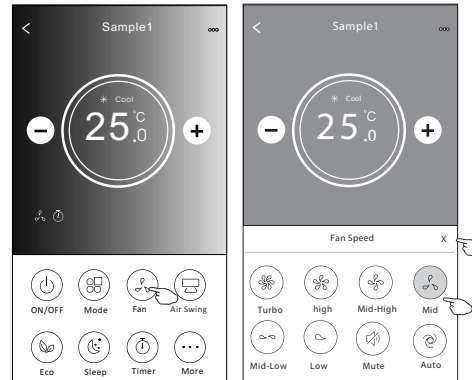 Sample1
Cool
25.0°C
ON/OFF Mode Fan Air Swing
Eco Sleep Timer More
Sample1
Cool
25.0°C
Fan Speed X
Turbo high Mid-High Mid
Mid-Low Low Mute Auto